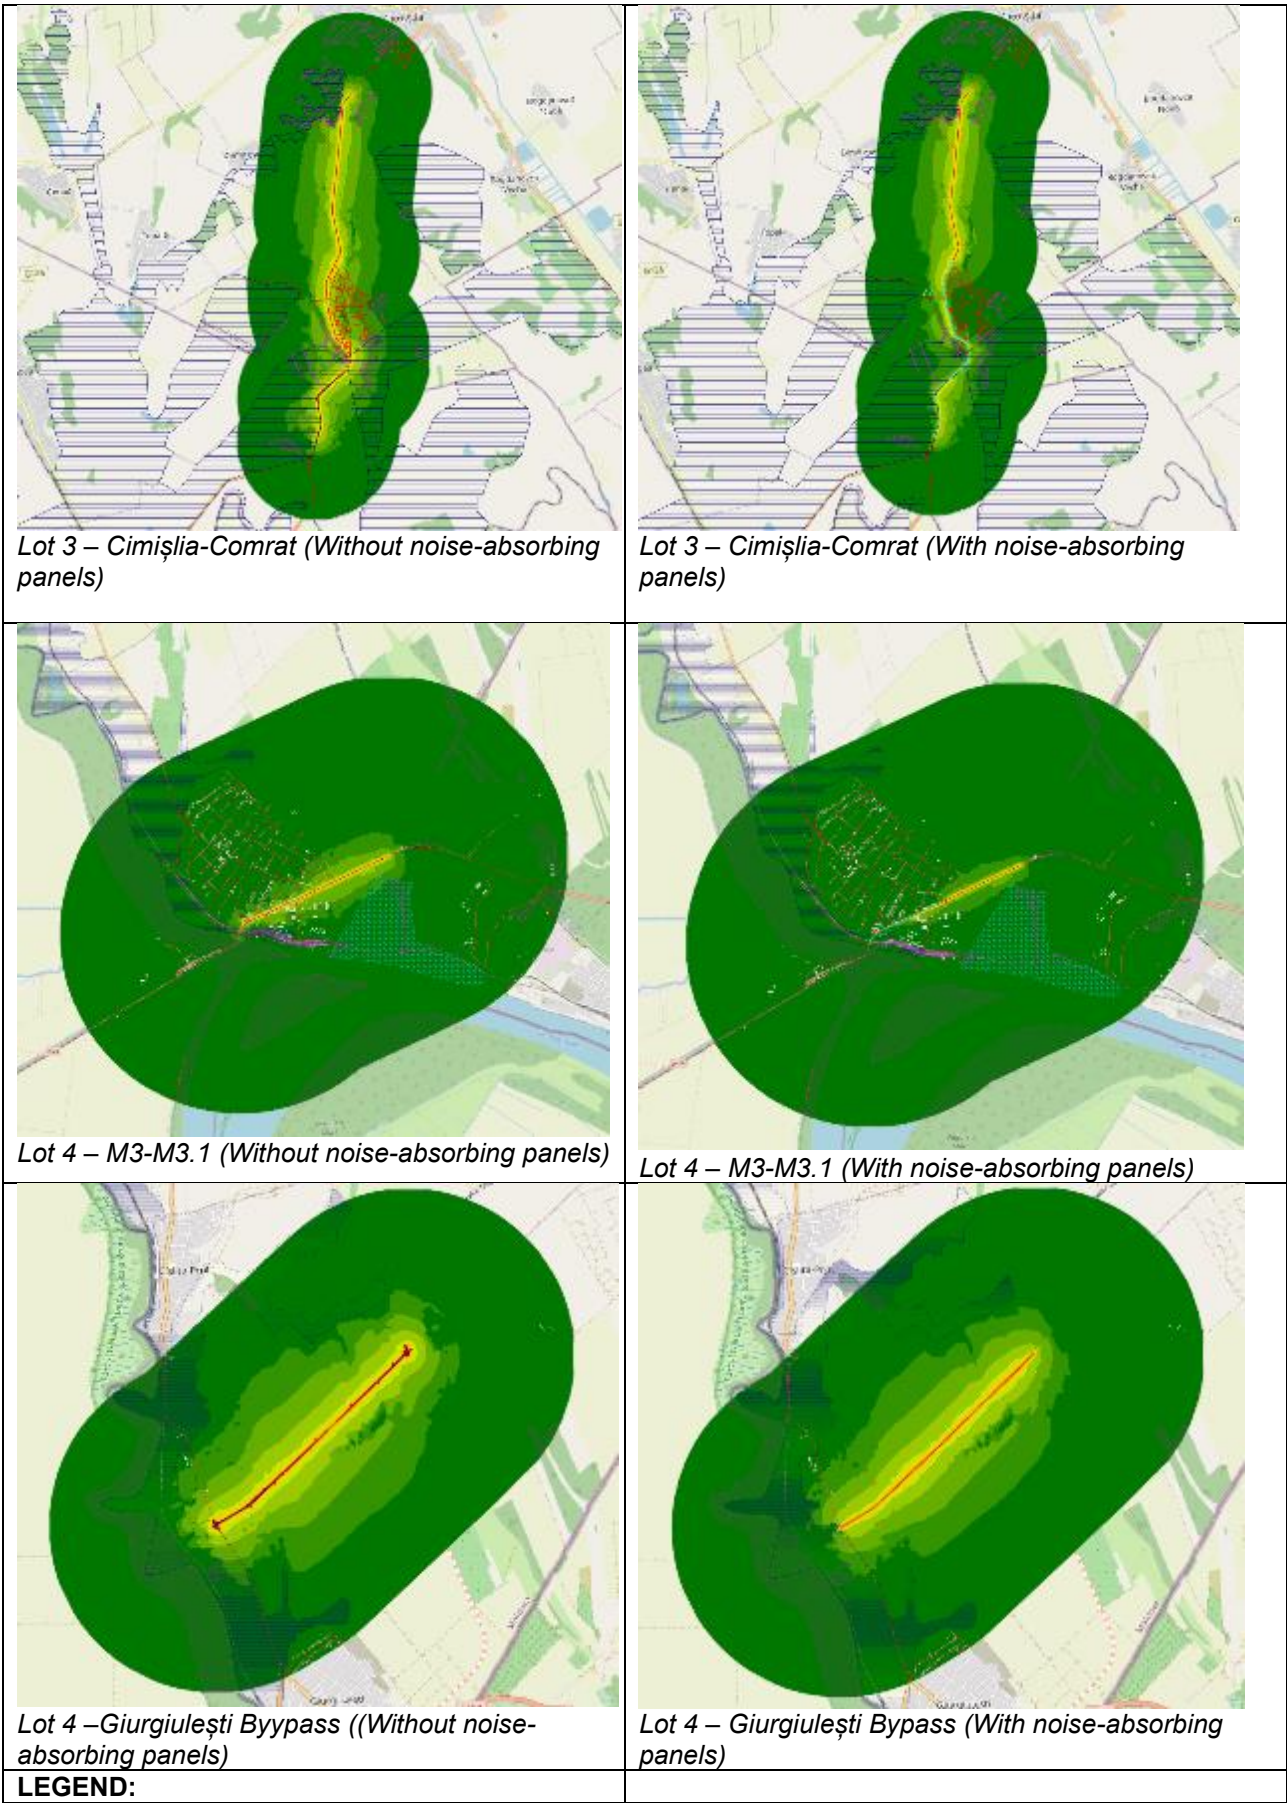 Vechia
Lot 3 – Cimișlia-Comrat (Without noise-absorbing
panels)
Lot 3 – Cimișlia-Comrat (With noise-absorbing
panels)
Lot 4 – M3-M3.1 (Without noise-absorbing panels)
Lot 4 – M3-M3.1 (With noise-absorbing panels)
Lot 4 –Giurgiulești Byypass ((Without noise-
absorbing panels)
Lot 4 – Giurgiulești Bypass (With noise-absorbing
panels)
LEGEND: